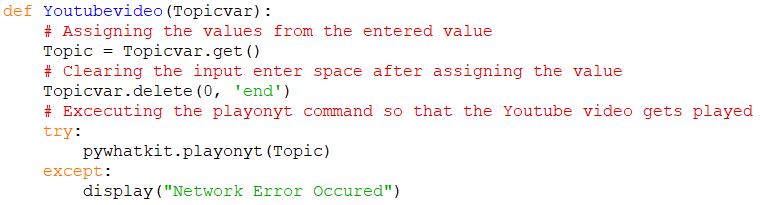 def Youtubevideo(Topicvar):
    # Assigning the values from the entered value
    Topic = Topicvar.get()
    # Clearing the input enter space after assigning the value
    Topicvar.delete(0, 'end')
    # Excecuting the playonyt command so that the Youtube video gets played
    try:
        pywhatkit.playonyt(Topic)
    except:
        display("Network Error Occured")